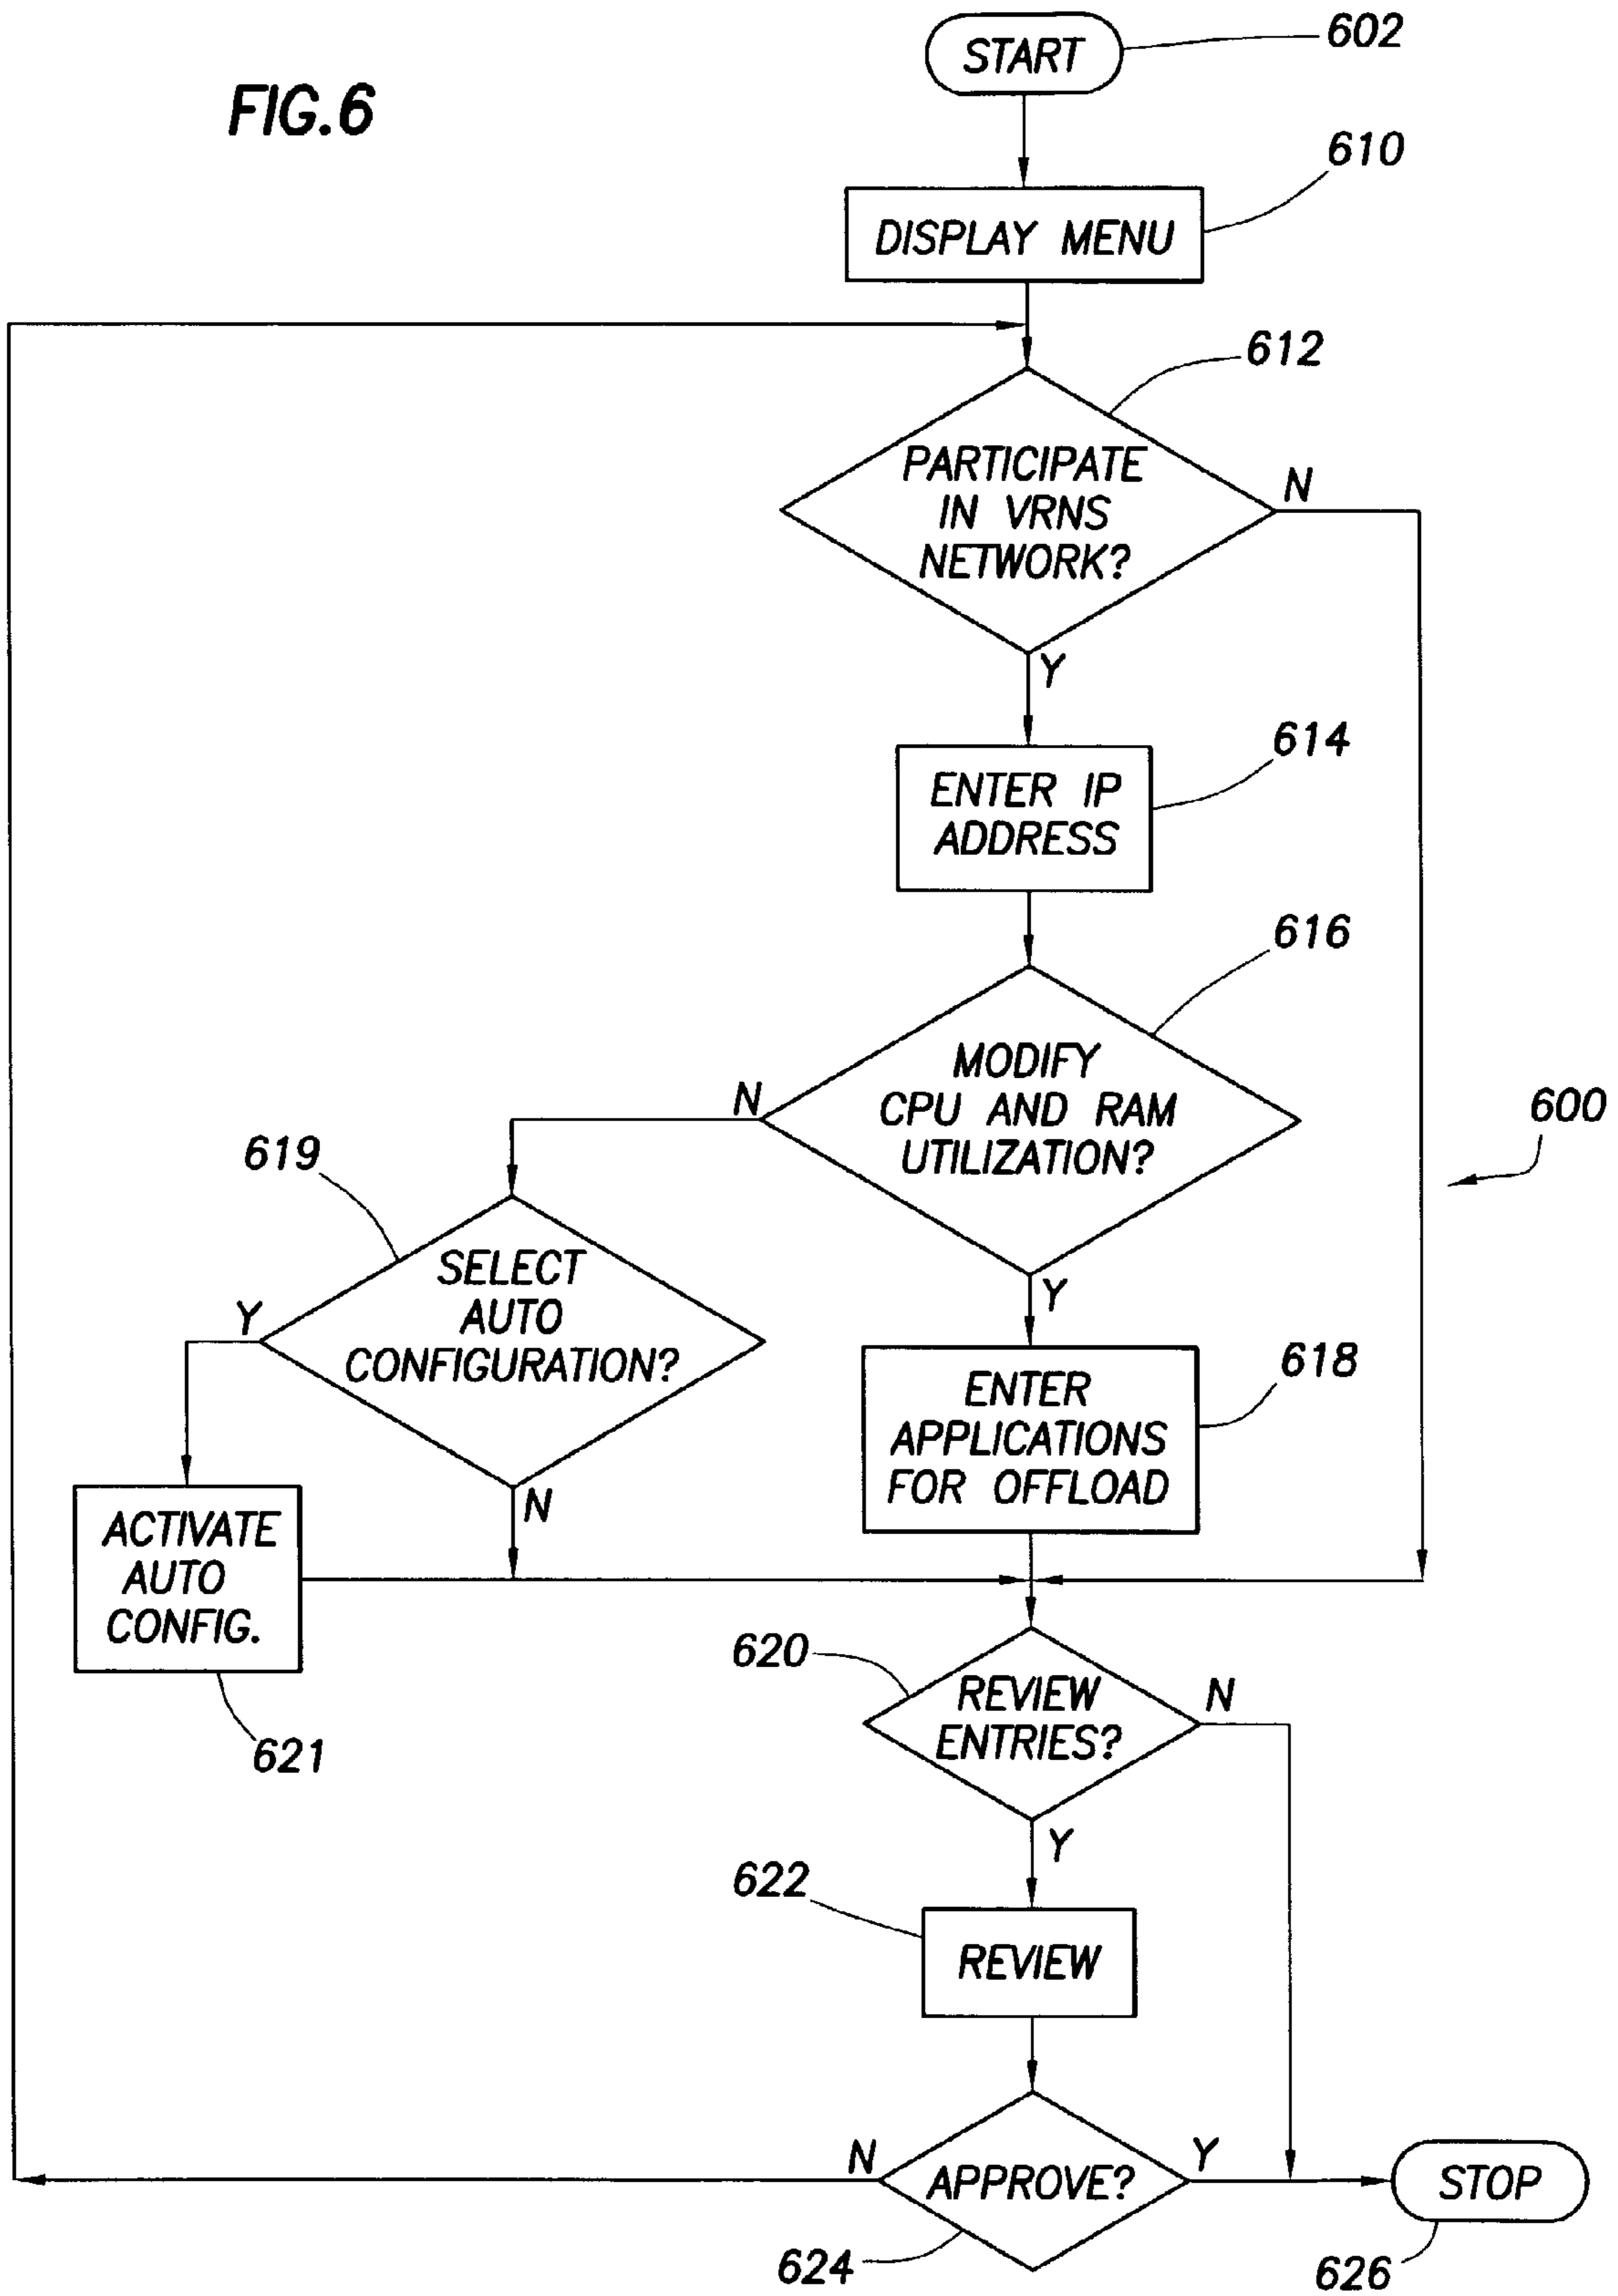 FIG.6
START
602
610
DISPLAY MENU
612
PARTICIPATE
IN VRNS
NETWORK?
N
Y
614
ENTER IP
ADDRESS
616
MODIFY
CPU AND RAM
UTILIZATION?
N
600
619
SELECT
AUTO
CONFIGURATION?
Y
Y
618
ENTER
APPLICATIONS
FOR OFFLOAD
N
ACTIVATE
AUTO
CONFIG.
621
620
REVIEW
ENTRIES?
N
Y
622
REVIEW
N
APPROVE?
Y
STOP
624
626